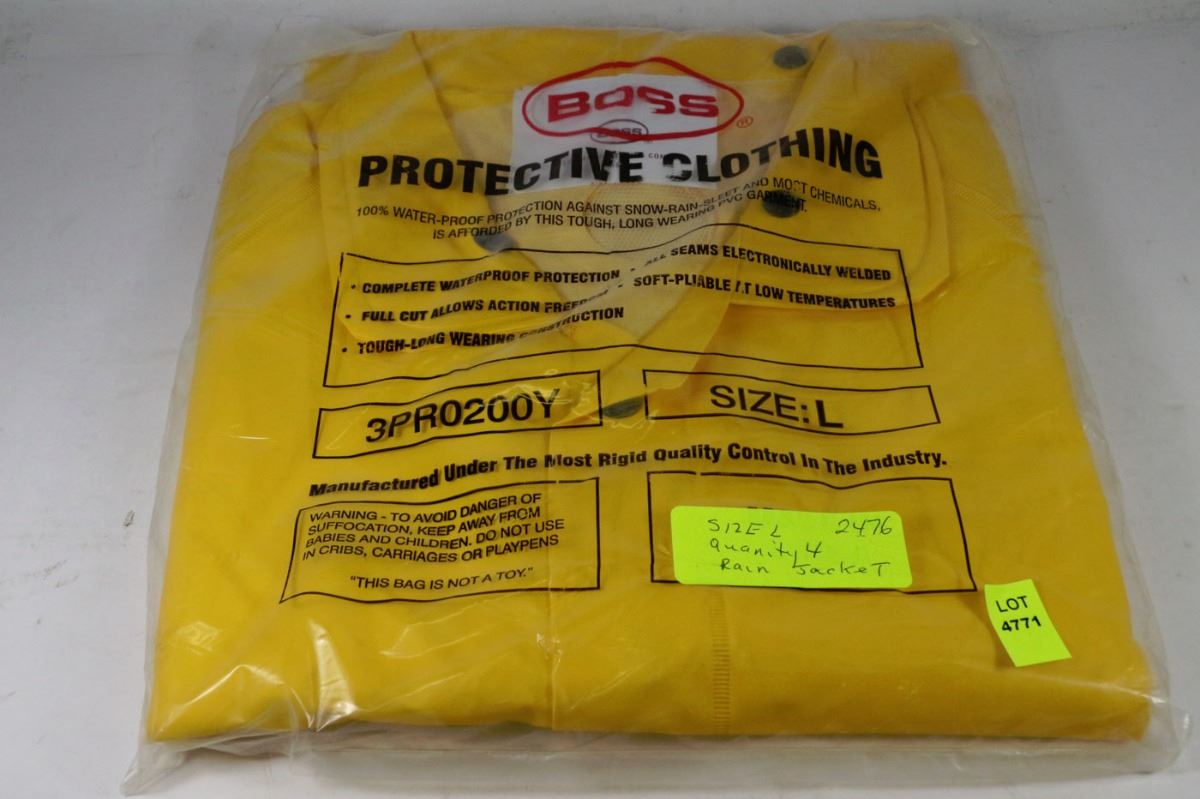 BOSS
®
BOSS
PROTECTIVE CLOTHING
100% WATER-PROOF PROTECTION AGAINST SNOW-RAIN-SLEET AND MOST CHEMICALS,
IS AFFORDED BY THIS TOUGH, LONG WEARING PVC GARMENT.
• COMPLETE WATERPROOF PROTECTION • ALL SEAMS ELECTRONICALLY WELDED
• FULL CUT ALLOWS ACTION FREEDOM • SOFT-PLIABLE AT LOW TEMPERATURES
• TOUGH-LONG WEARING CONSTRUCTION
3PR0200Y
SIZE: L
Manufactured Under The Most Rigid Quality Control In The Industry.
WARNING - TO AVOID DANGER OF
SUFFOCATION, KEEP AWAY FROM
BABIES AND CHILDREN. DO NOT USE
IN CRIBS, CARRIAGES OR PLAYPENS
"THIS BAG IS NOT A TOY."
SIZE L 2476
Quanity 4
Rain Jacket
LOT
4771